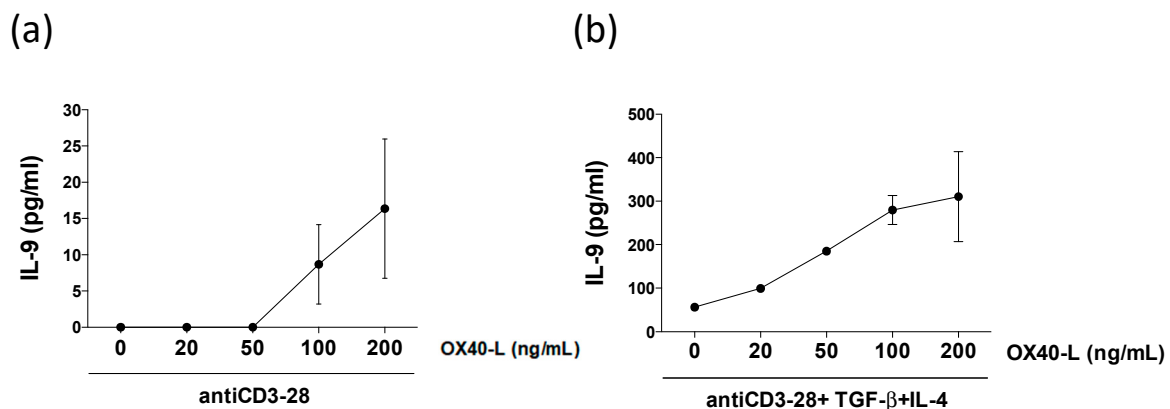 (a)
IL-9 (pg/ml)
30
25
20
15
10
5
0
0 20 50 100 200 OX40-L (ng/mL)
antiCD3-28
(b)
IL-9 (pg/ml)
500
400
300
200
100
0
0 20 50 100 200 OX40-L (ng/mL)
antiCD3-28+ TGF-β+IL-4